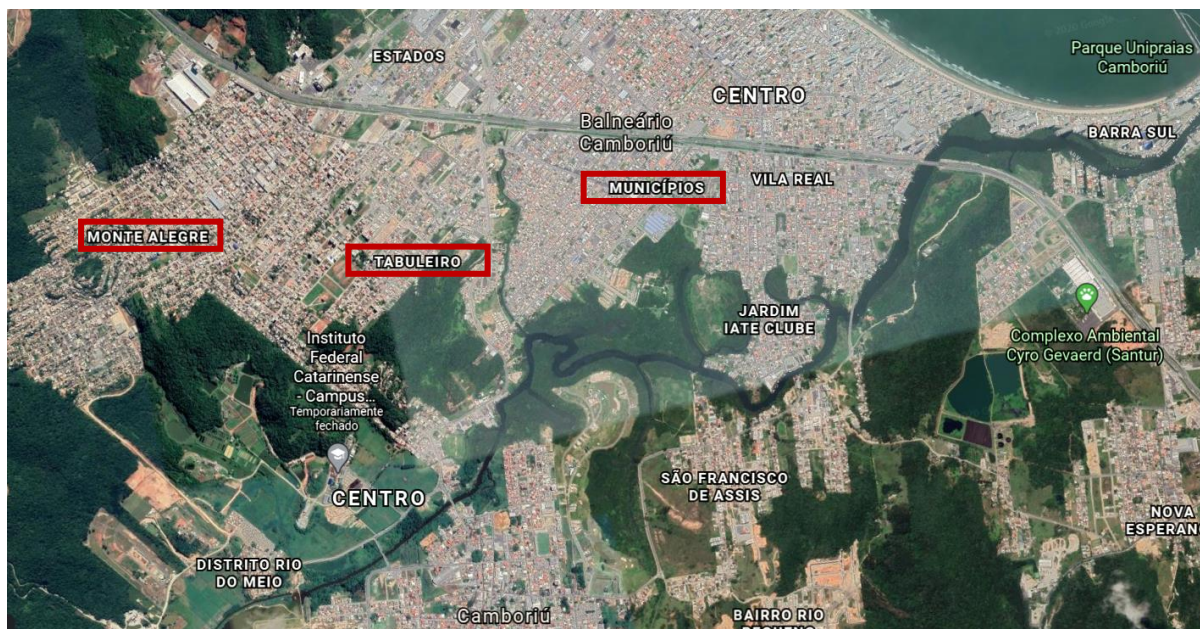 ESTADOS
Parque Unipraias
Camboriú
CENTRO
Balneário
Camboriú
BARRA SUL
MUNICÍPIOS
VILA REAL
MONTE ALEGRE
TABULEIRO
JARDIM
IATE CLUBE
Complexo Ambiental
Cyro Gevaerd (Santur)
Instituto
Federal
Catarinense
- Campus...
Temporariamente
fechado
CENTRO
SÃO FRANCISCO
DE ASSIS
NOVA
ESPERAN
DISTRITO RIO
DO MEIO
Camboriú
BAIRRO RIO
PEQUENO